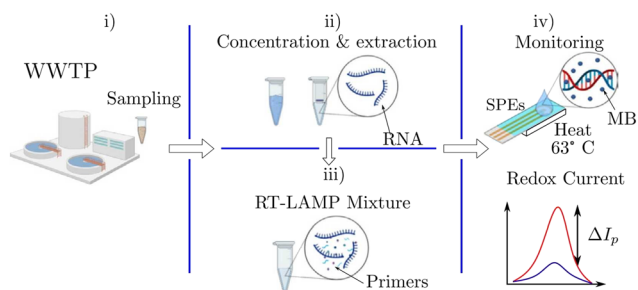 i)
WWTP
Sampling
ii)
Concentration & extraction
RNA
iii)
RT-LAMP Mixture
Primers
iv)
Monitoring
SPEs
MB
Heat
63° C
Redox Current
ΔIₚ